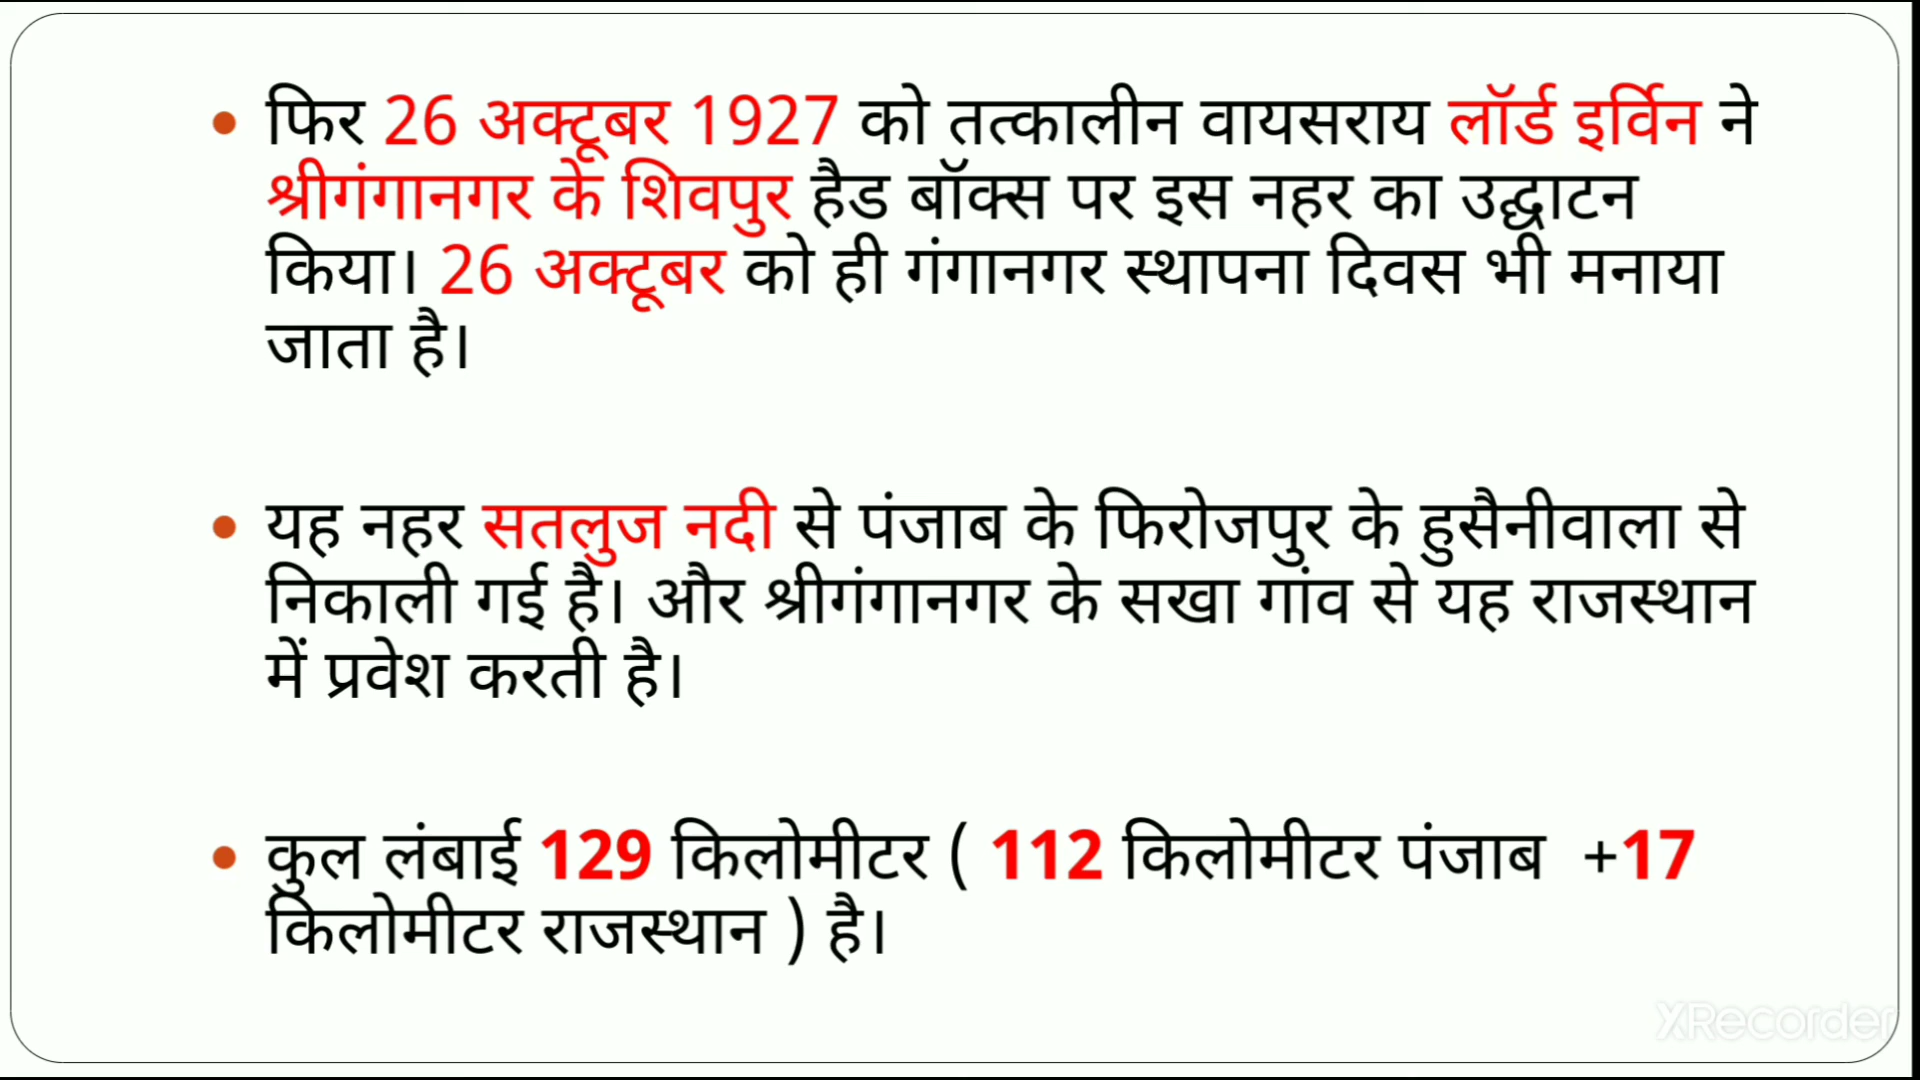 • फिर 26 अक्टूबर 1927 को तत्कालीन वायसराय लॉर्ड इर्विन ने
श्रीगंगानगर के शिवपुर हैड बॉक्स पर इस नहर का उद्घाटन
किया। 26 अक्टूबर को ही गंगानगर स्थापना दिवस भी मनाया
जाता है।
• यह नहर सतलुज नदी से पंजाब के फिरोजपुर के हुसैनीवाला से
निकाली गई है। और श्रीगंगानगर के सखा गांव से यह राजस्थान
में प्रवेश करती है।
• कुल लंबाई 129 किलोमीटर ( 112 किलोमीटर पंजाब +17
किलोमीटर राजस्थान ) है।
XRecorder